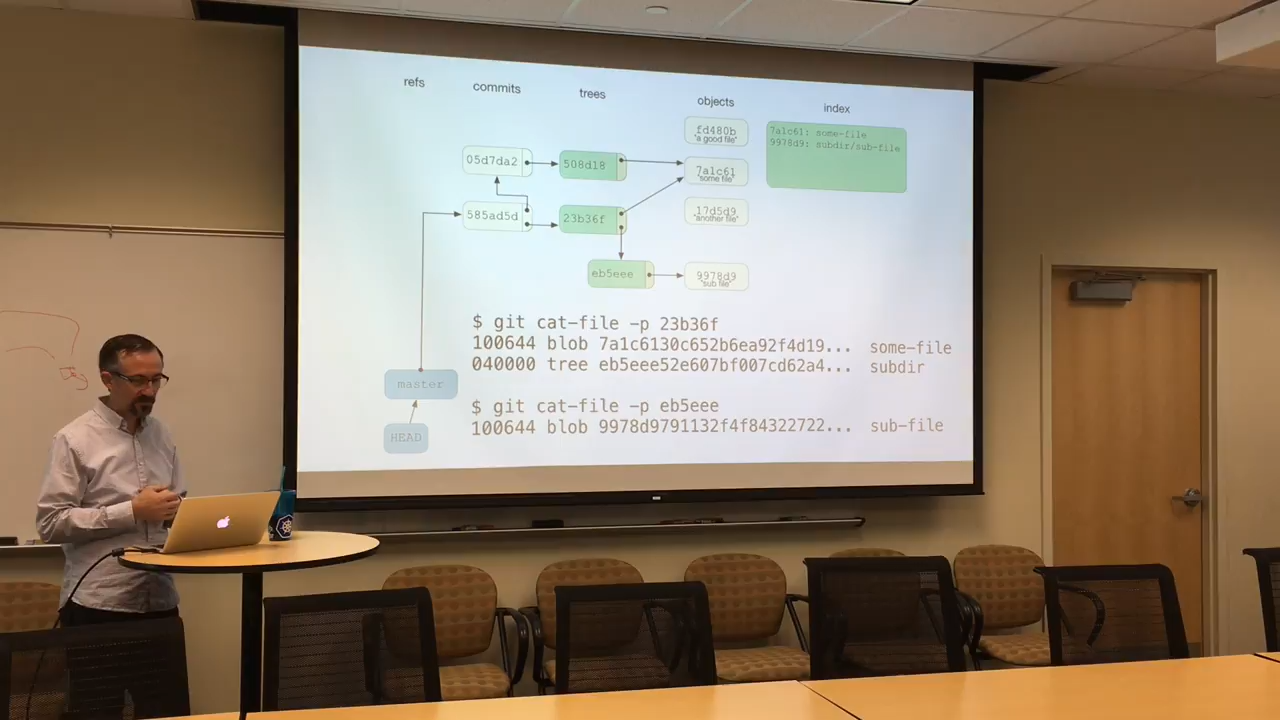 refs
commits
trees
objects
index
fd480b
"a good file"
7a1c61: some-file
9978d9: subdir/sub-file
05d7da2
508d18
7a1c61
"some file"
585ad5d
23b36f
17d5d9
"another file"
eb5eee
9978d9
"sub file"
$ git cat-file -p 23b36f
100644 blob 7a1c6130c652b6ea92f4d19... some-file
040000 tree eb5eee52e607bf007cd62a4... subdir
master
$ git cat-file -p eb5eee
100644 blob 9978d9791132f4f84322722... sub-file
HEAD